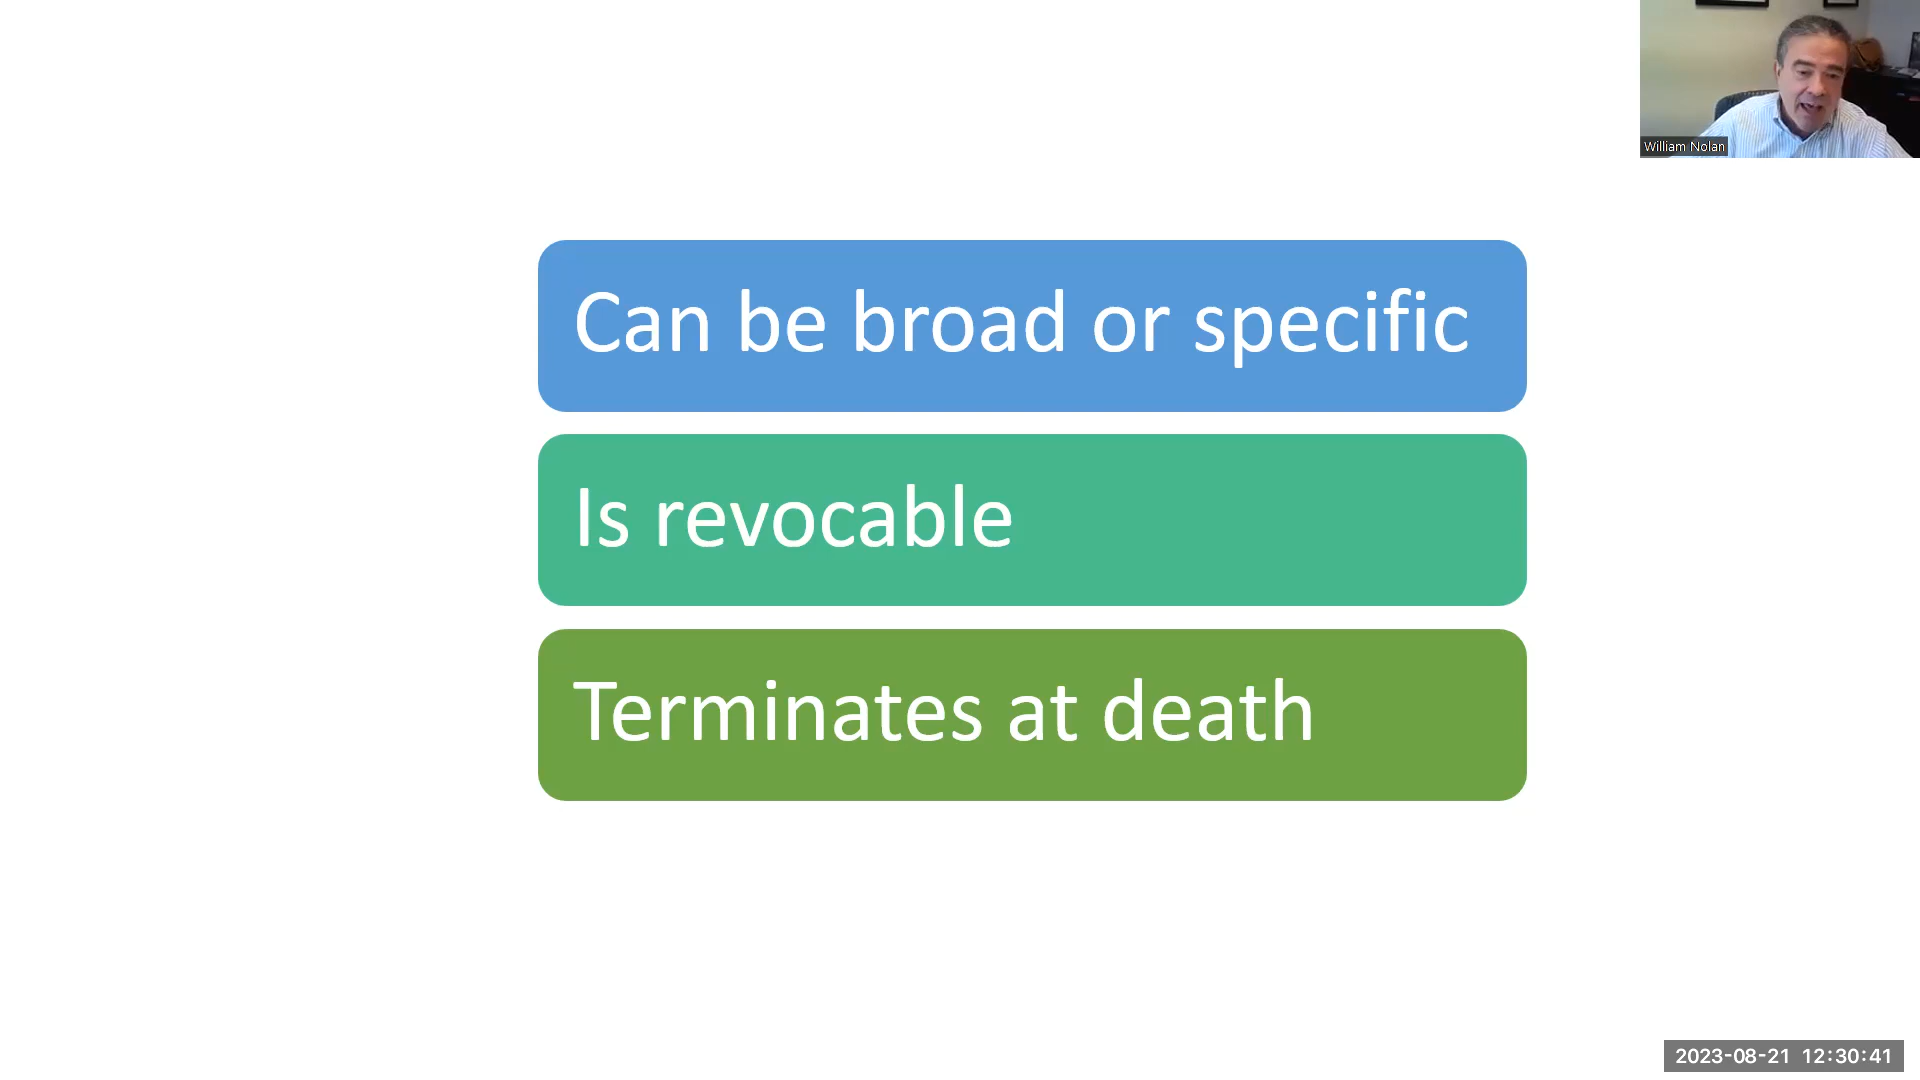 William Nolan
Can be broad or specific
Is revocable
Terminates at death
2023-08-21 12:30:41